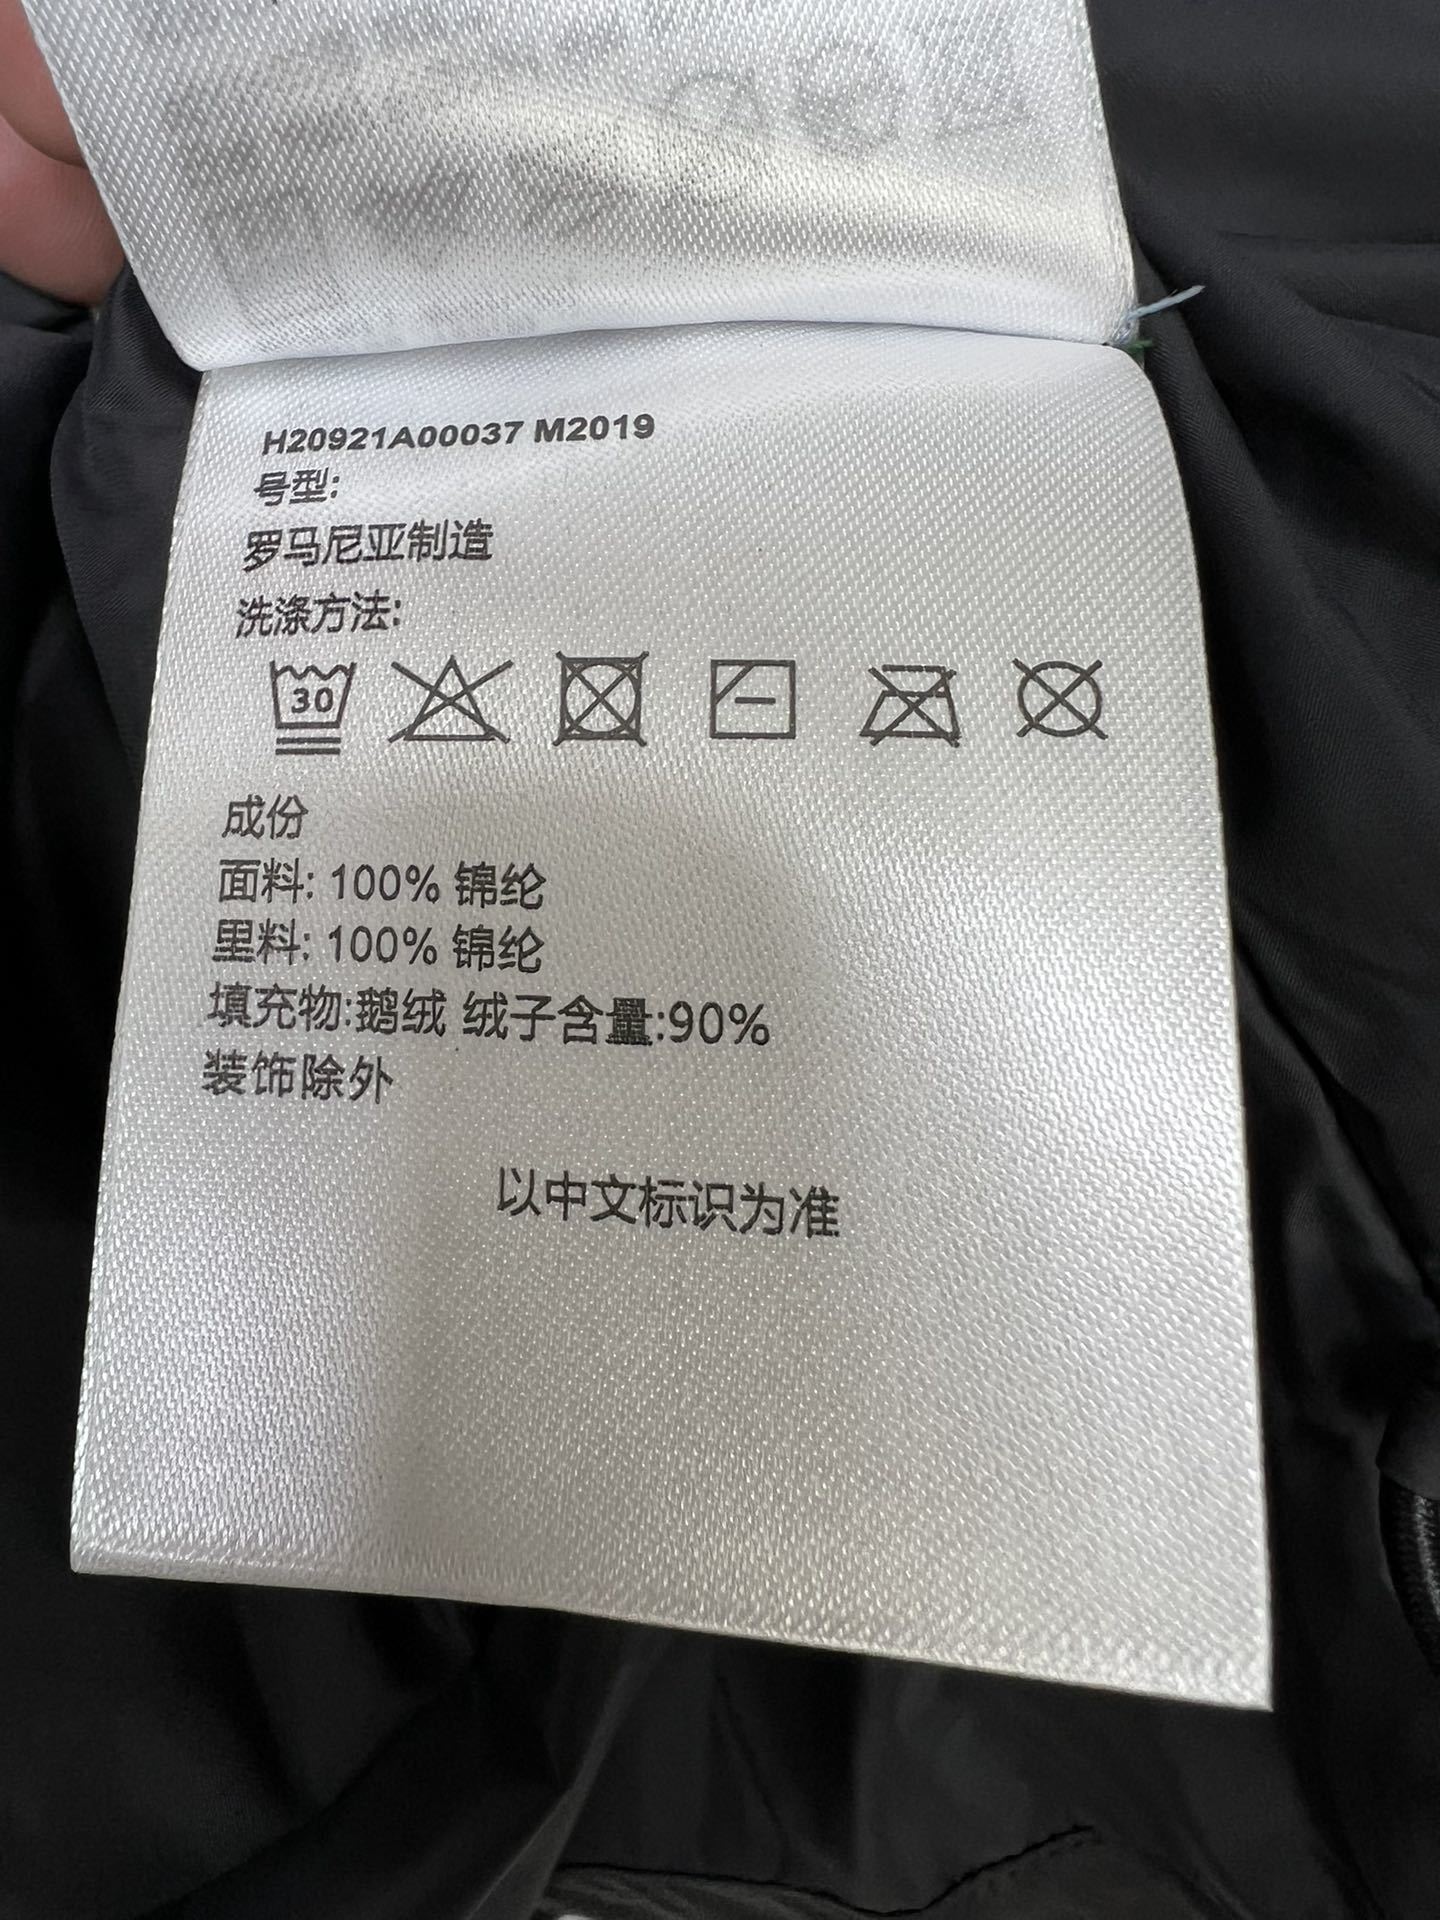 H20921A00037 M2019
号型:
罗马尼亚制造
洗涤方法:
30
成份
面料: 100% 锦纶
里料: 100% 锦纶
填充物:鹅绒 绒子含量:90%
装饰除外
以中文标识为准